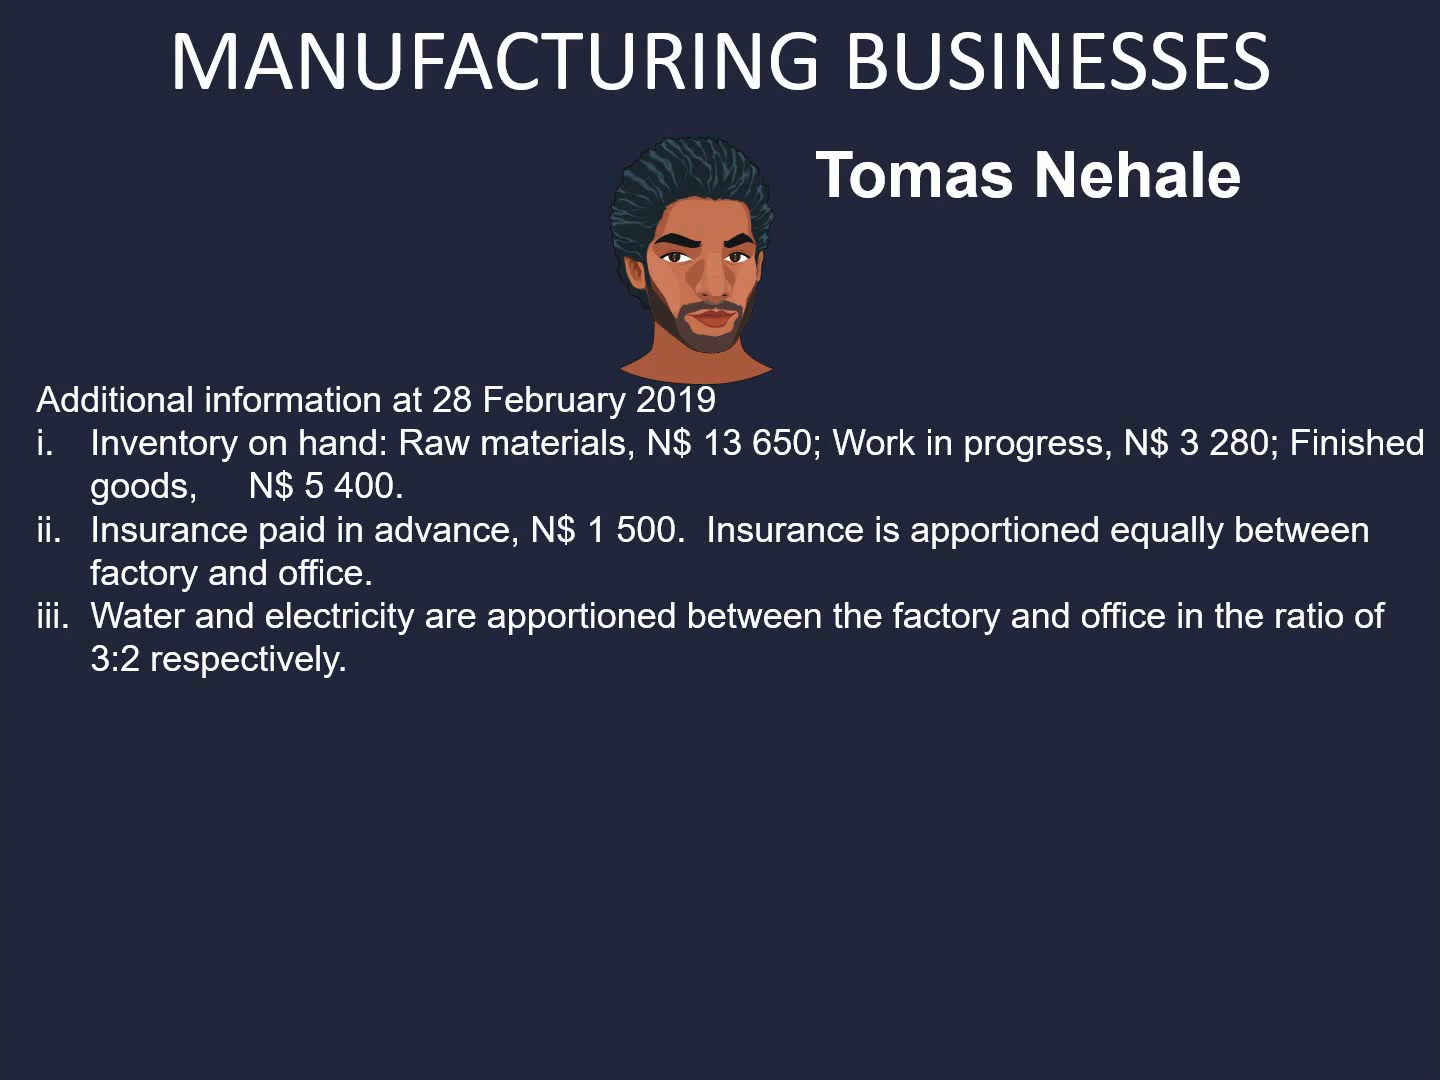 MANUFACTURING BUSINESSES
Tomas Nehale
Additional information at 28 February 2019
i. Inventory on hand: Raw materials, N$ 13 650; Work in progress, N$ 3 280; Finished
goods, N$ 5 400.
ii. Insurance paid in advance, N$ 1 500. Insurance is apportioned equally between
factory and office.
iii. Water and electricity are apportioned between the factory and office in the ratio of
3:2 respectively.